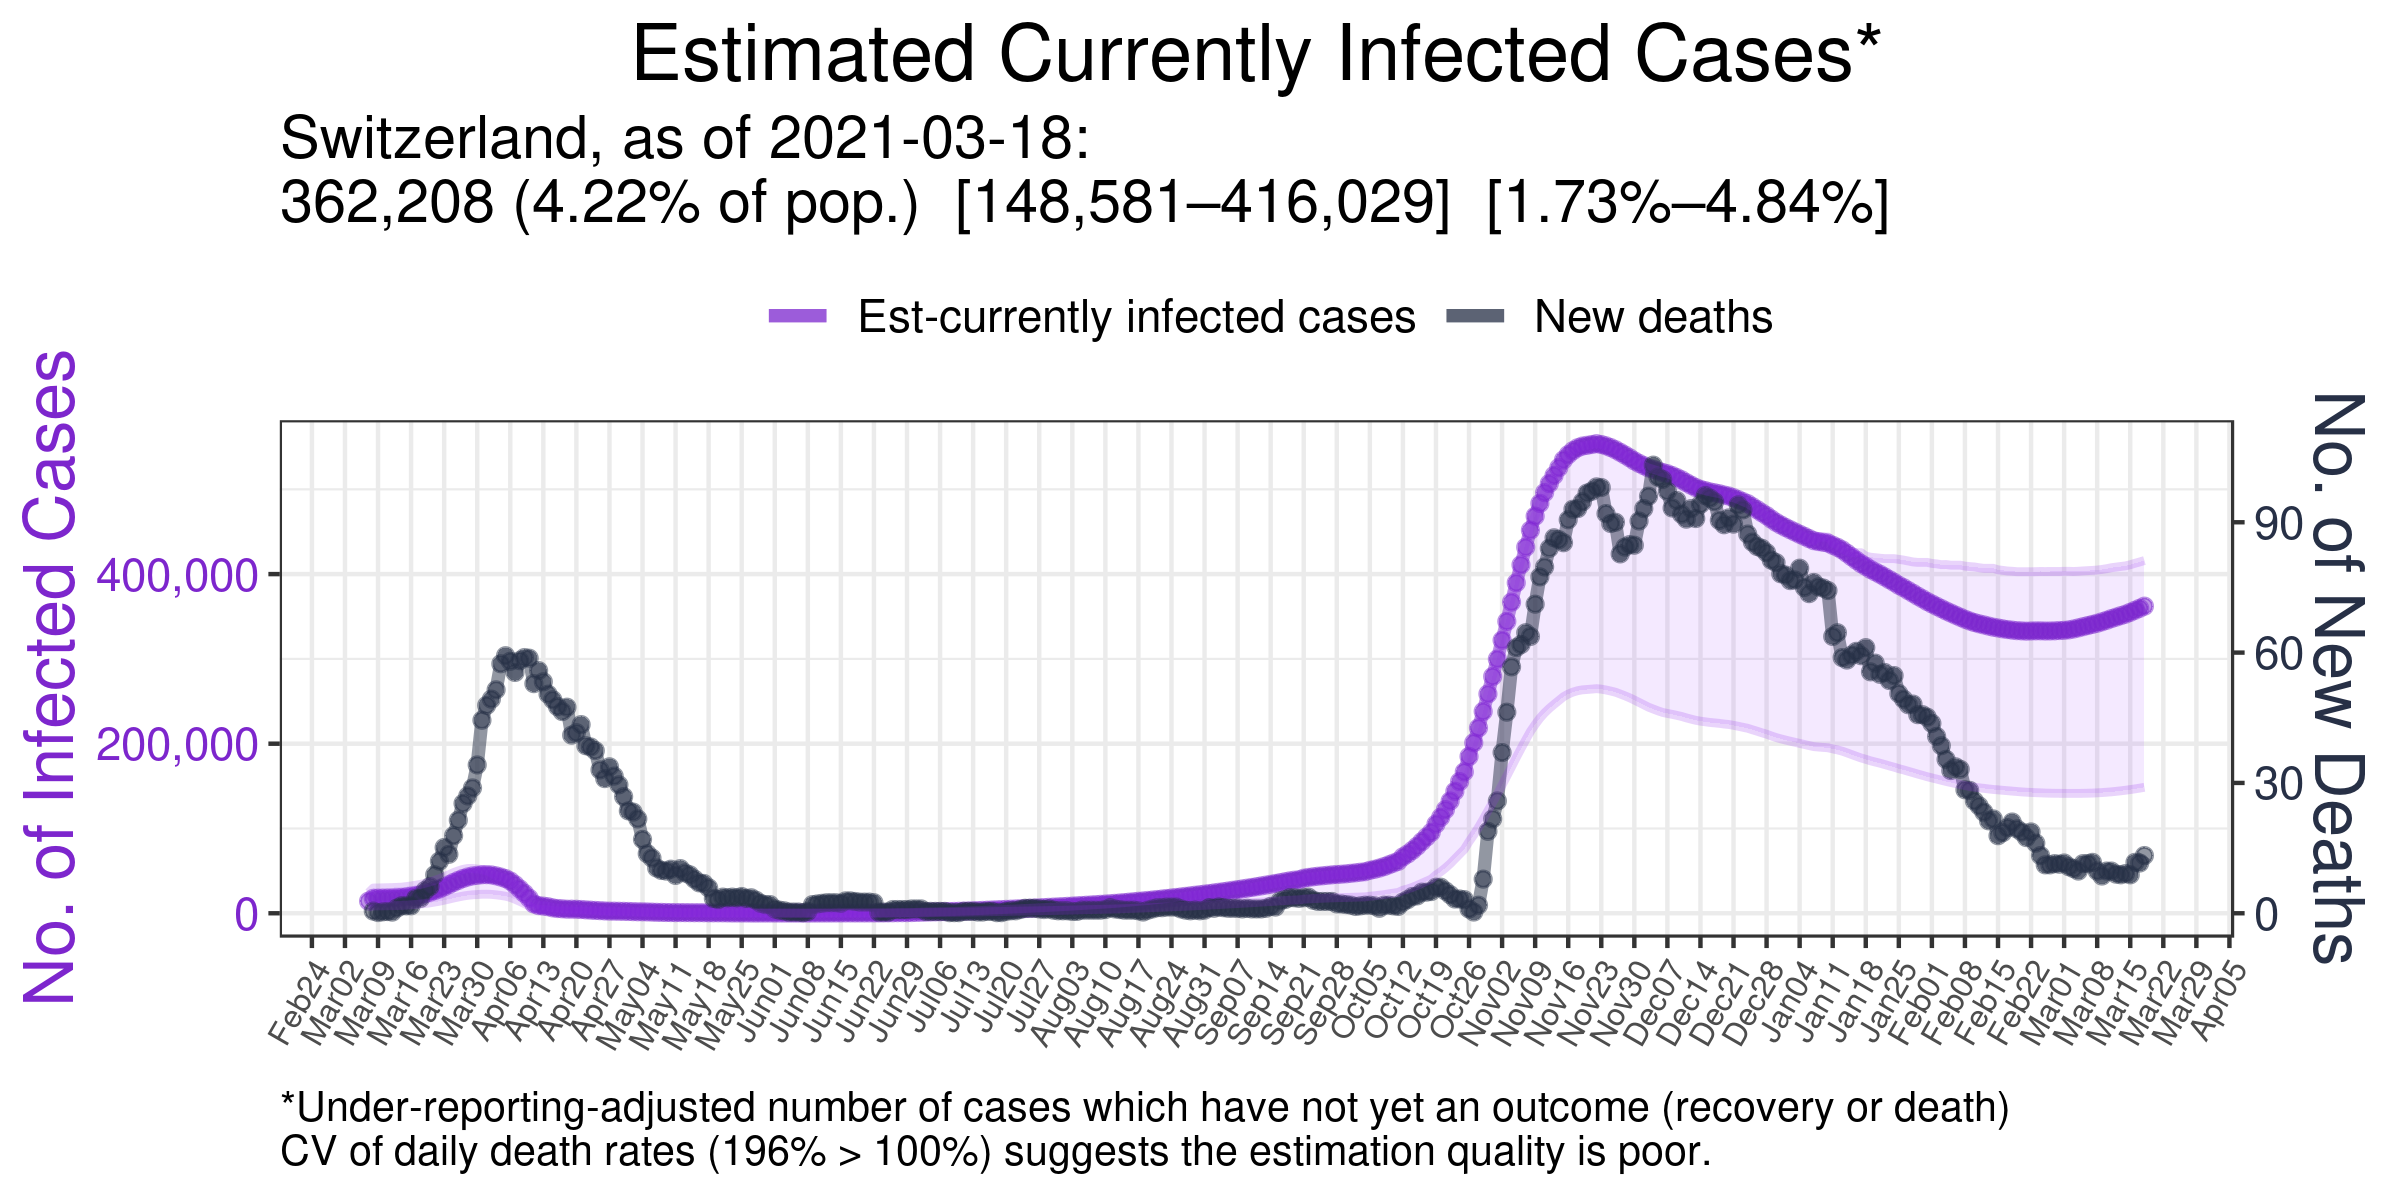 Estimated Currently Infected Cases*
Switzerland, as of 2021-03-18:
362,208 (4.22% of pop.) [148,581–416,029] [1.73%–4.84%]
Est-currently infected cases
New deaths
No. of Infected Cases
400,000
200,000
0
No. of New Deaths
90
60
30
0
Feb24
Mar02
Mar09
Mar16
Mar23
Mar30
Apr06
Apr13
Apr20
Apr27
May04
May11
May18
May25
Jun01
Jun08
Jun15
Jun22
Jun29
Jul06
Jul13
Jul20
Jul27
Aug03
Aug10
Aug17
Aug24
Aug31
Sep07
Sep14
Sep21
Sep28
Oct05
Oct12
Oct19
Oct26
Nov02
Nov09
Nov16
Nov23
Nov30
Dec07
Dec14
Dec21
Dec28
Jan04
Jan11
Jan18
Jan25
Feb01
Feb08
Feb15
Feb22
Mar01
Mar08
Mar15
Mar22
Mar29
Apr05
*Under-reporting-adjusted number of cases which have not yet an outcome (recovery or death)
CV of daily death rates (196% > 100%) suggests the estimation quality is poor.